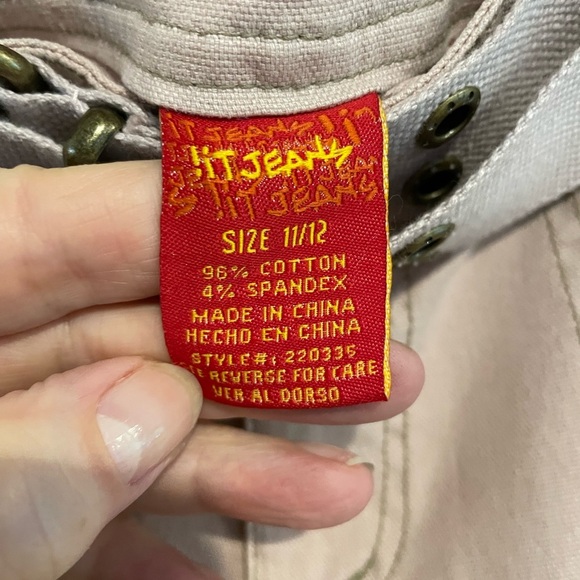 !iT JEANS
SIZE 11/12
96% COTTON
4% SPANDEX
MADE IN CHINA
HECHO EN CHINA
STYLE#: 220335
REVERSE FOR CARE
VER AL DORSO